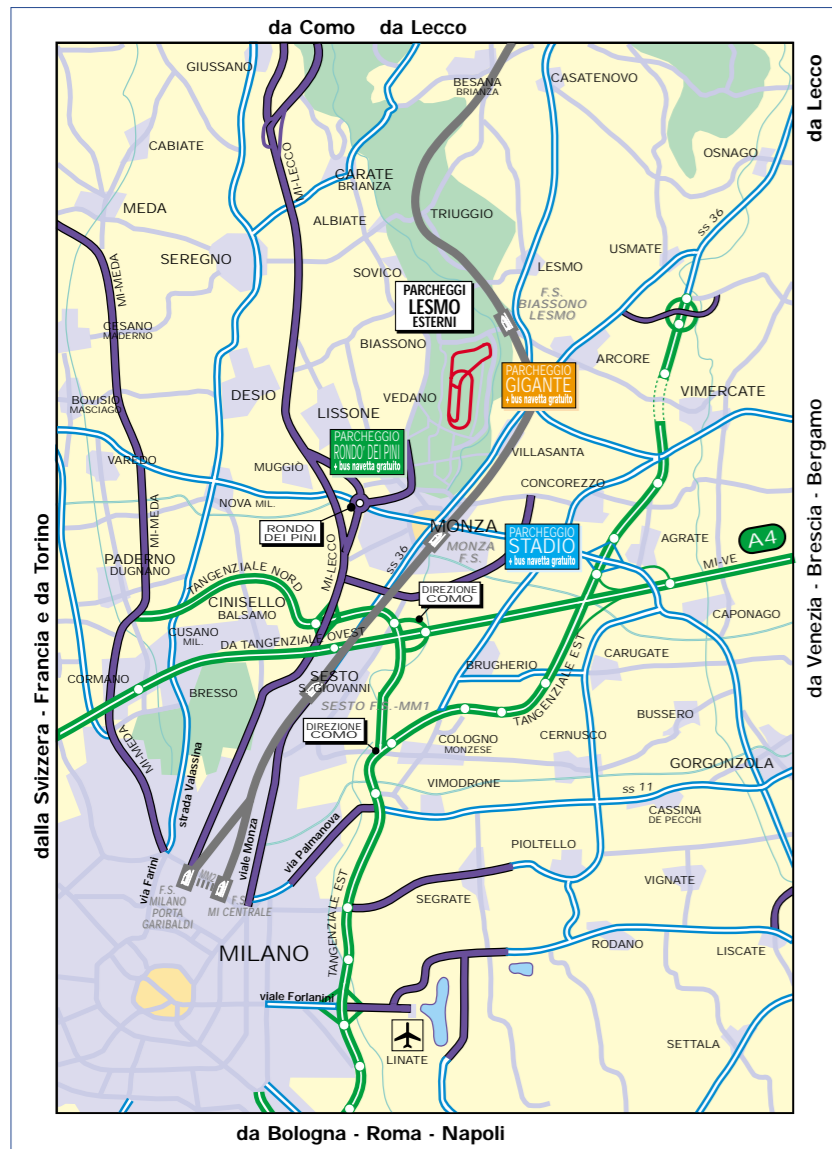 da Como da Lecco
GIUSSANO
BESANA
BRIANZA
CASATENOVO
da Lecco
CABIATE
MI-LECCO
CARATE
BRIANZA
OSNAGO
MEDA
ALBIATE
TRIUGGIO
ss 36
USMATE
SEREGNO
SOVICO
LESMO
MI-MEDA
PARCHEGGI
LESMO
ESTERNI
F.S.
BIASSONO
LESMO
CESANO
MADERNO
BIASSONO
ARCORE
PARCHEGGIO
GIGANTE
+ bus navetta gratuito
VIMERCATE
DESIO
VEDANO
BOVISIO
MASCIAGO
LISSONE
PARCHEGGIO
RONDO' DEI PINI
+ bus navetta gratuito
VILLASANTA
VAREDO
MUGGIÓ
CONCOREZZO
NOVA MIL.
RONDO
DEI PINI
MONZA
MONZA
F.S.
PARCHEGGIO
STADIO
+ bus navetta gratuito
AGRATE
A4
MI-VE
MI-MEDA
PADERNO
DUGNANO
TANGENZIALE NORD
MI-LECCO
ss 36
DIREZIONE
COMO
CINISELLO
BALSAMO
CAPONAGO
CUSANO
MIL.
DA TANGENZIALE OVEST
CARUGATE
BRUGHERIO
TANGENZIALE EST
CORMANO
BRESSO
SESTO
S. GIOVANNI
SESTO F.S.-MM1
BUSSERO
DIREZIONE
COMO
COLOGNO
MONZESE
CERNUSCO
GORGONZOLA
MI-MEDA
strada Valassina
VIMODRONE
ss 11
CASSINA
DE PECCHI
via Farini
viale Monza
via Palmanova
PIOLTELLO
VIGNATE
MM2
F.S.
MILANO
PORTA
GARIBALDI
F.S.
MI CENTRALE
TANGENZIALE EST
SEGRATE
MILANO
RODANO
LISCATE
viale Forlanini
LINATE
SETTALA
dalla Svizzera - Francia e da Torino
da Venezia - Brescia - Bergamo
da Bologna - Roma - Napoli